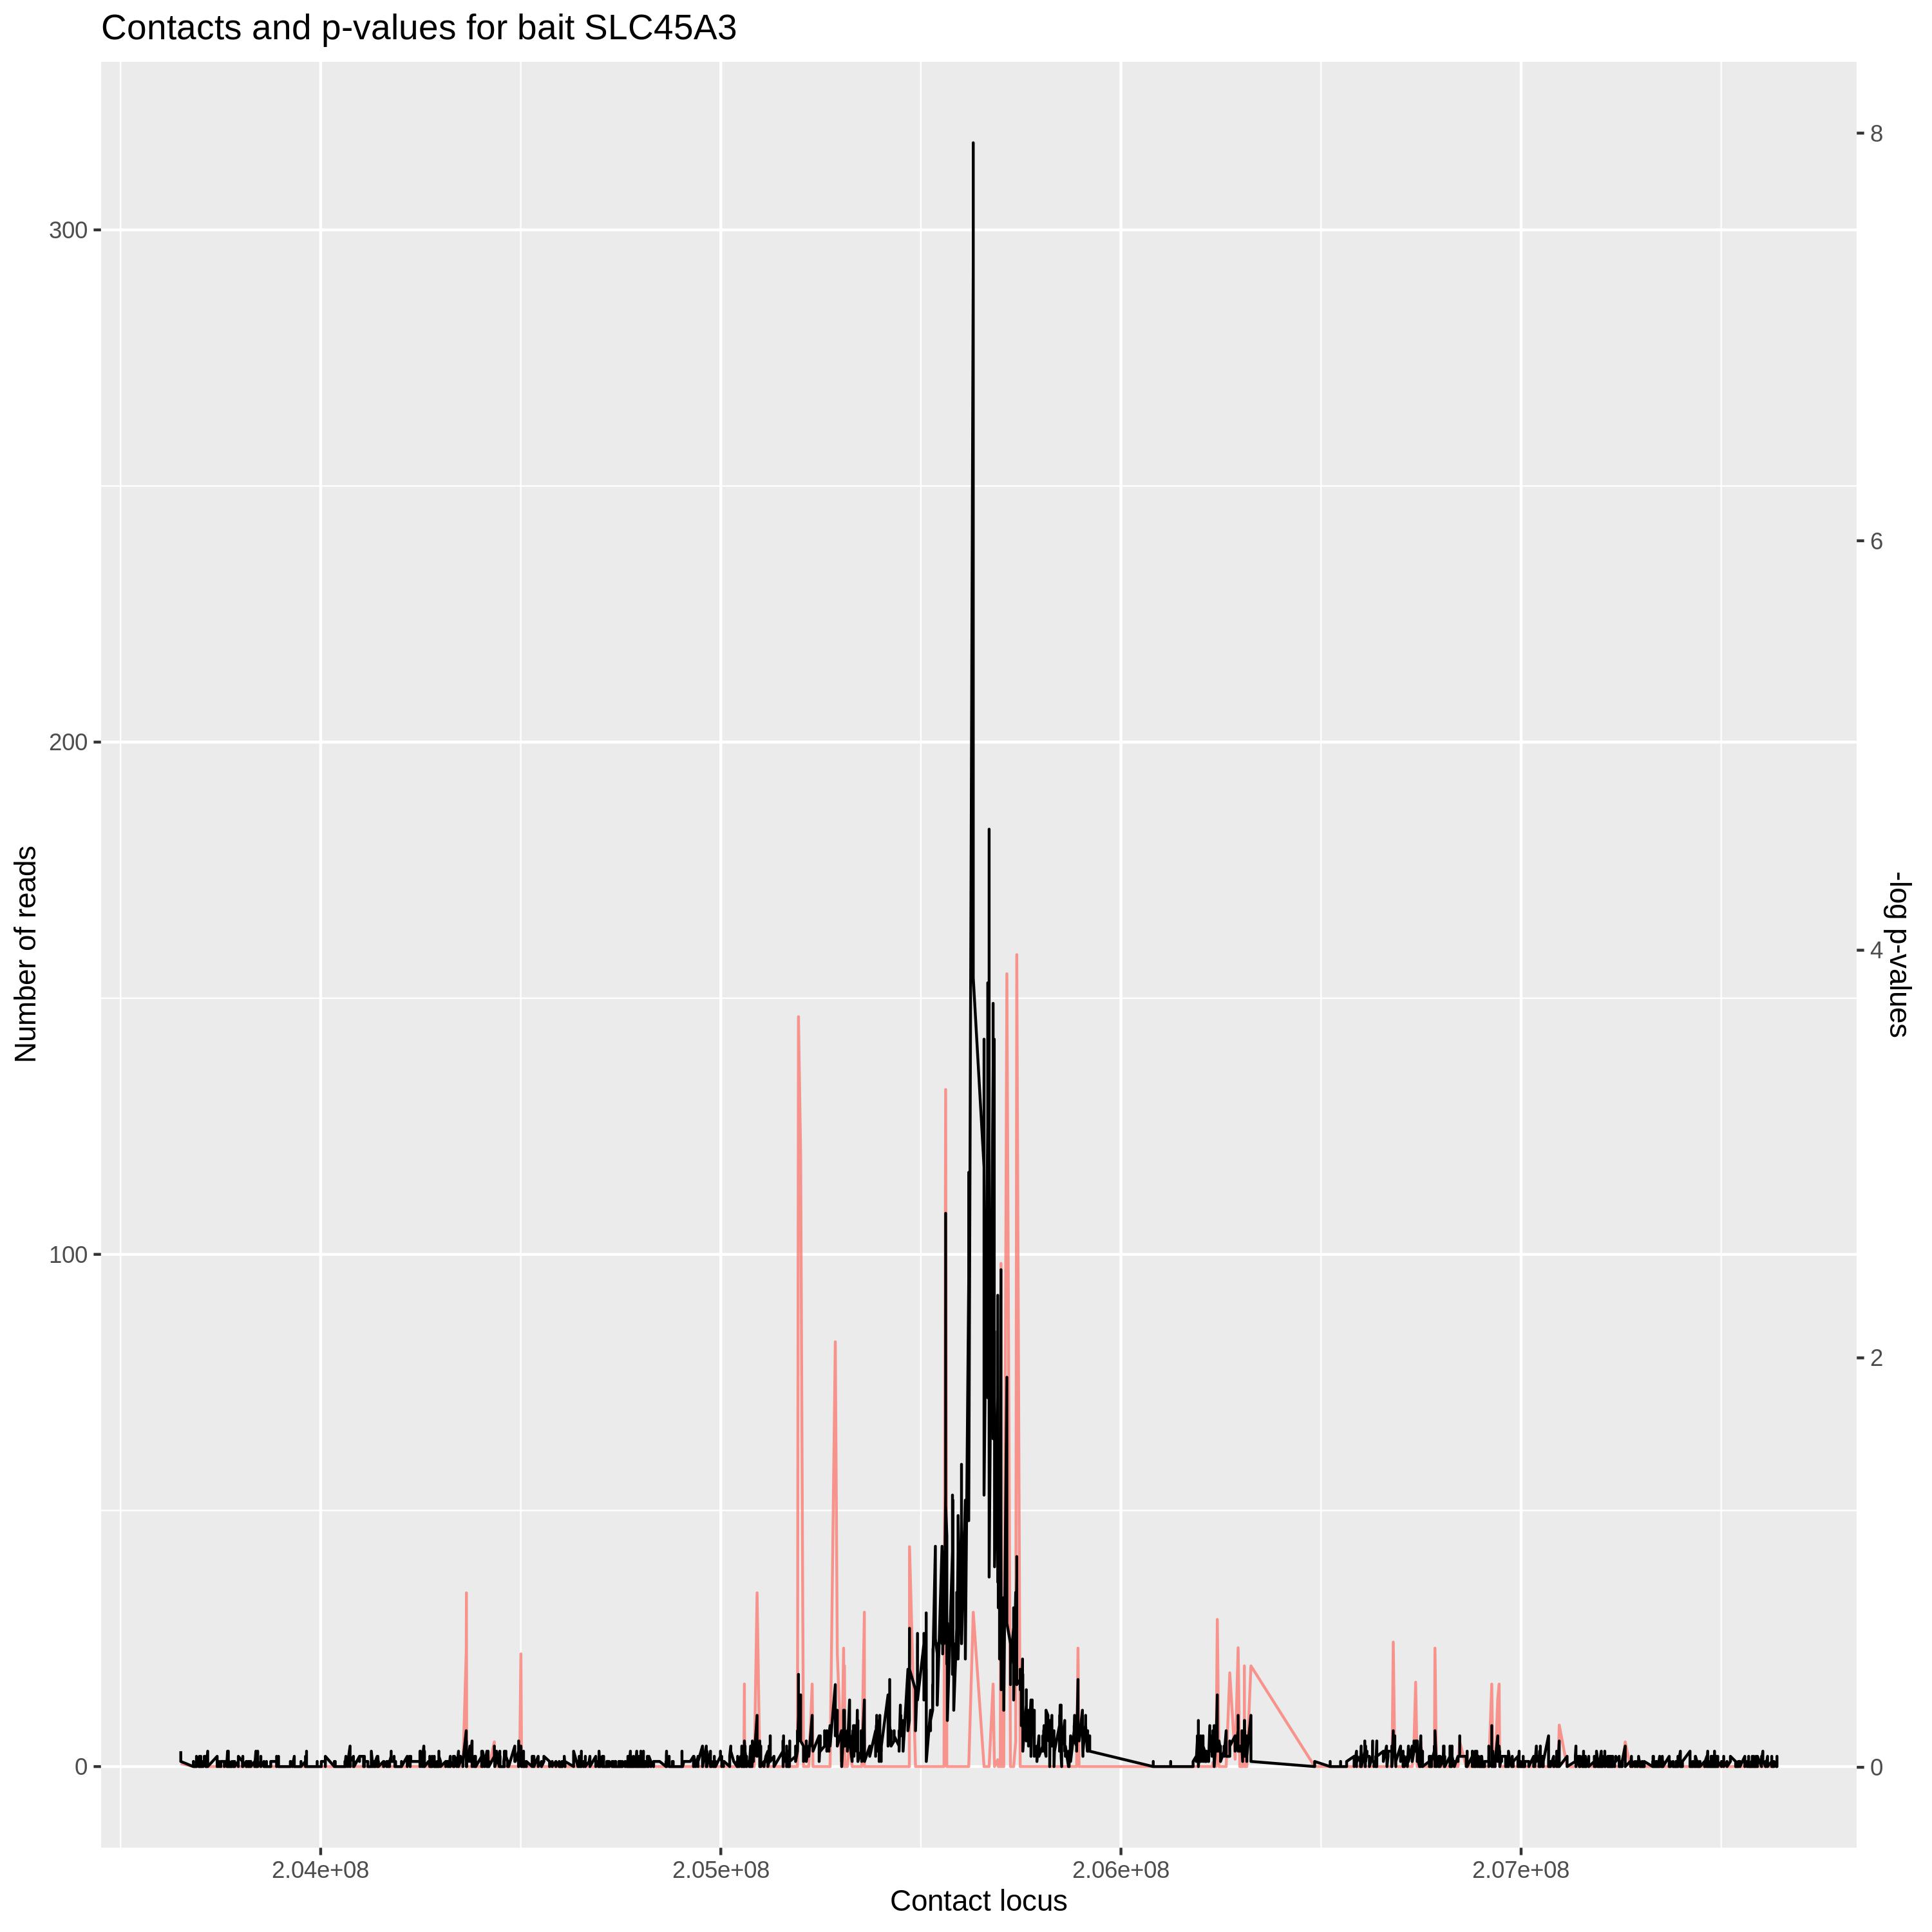 Contacts and p-values for bait SLC45A3
Number of reads
300
200
100
0
8
6
4
2
0
-log p-values
2.04e+08
2.05e+08
2.06e+08
2.07e+08
Contact locus